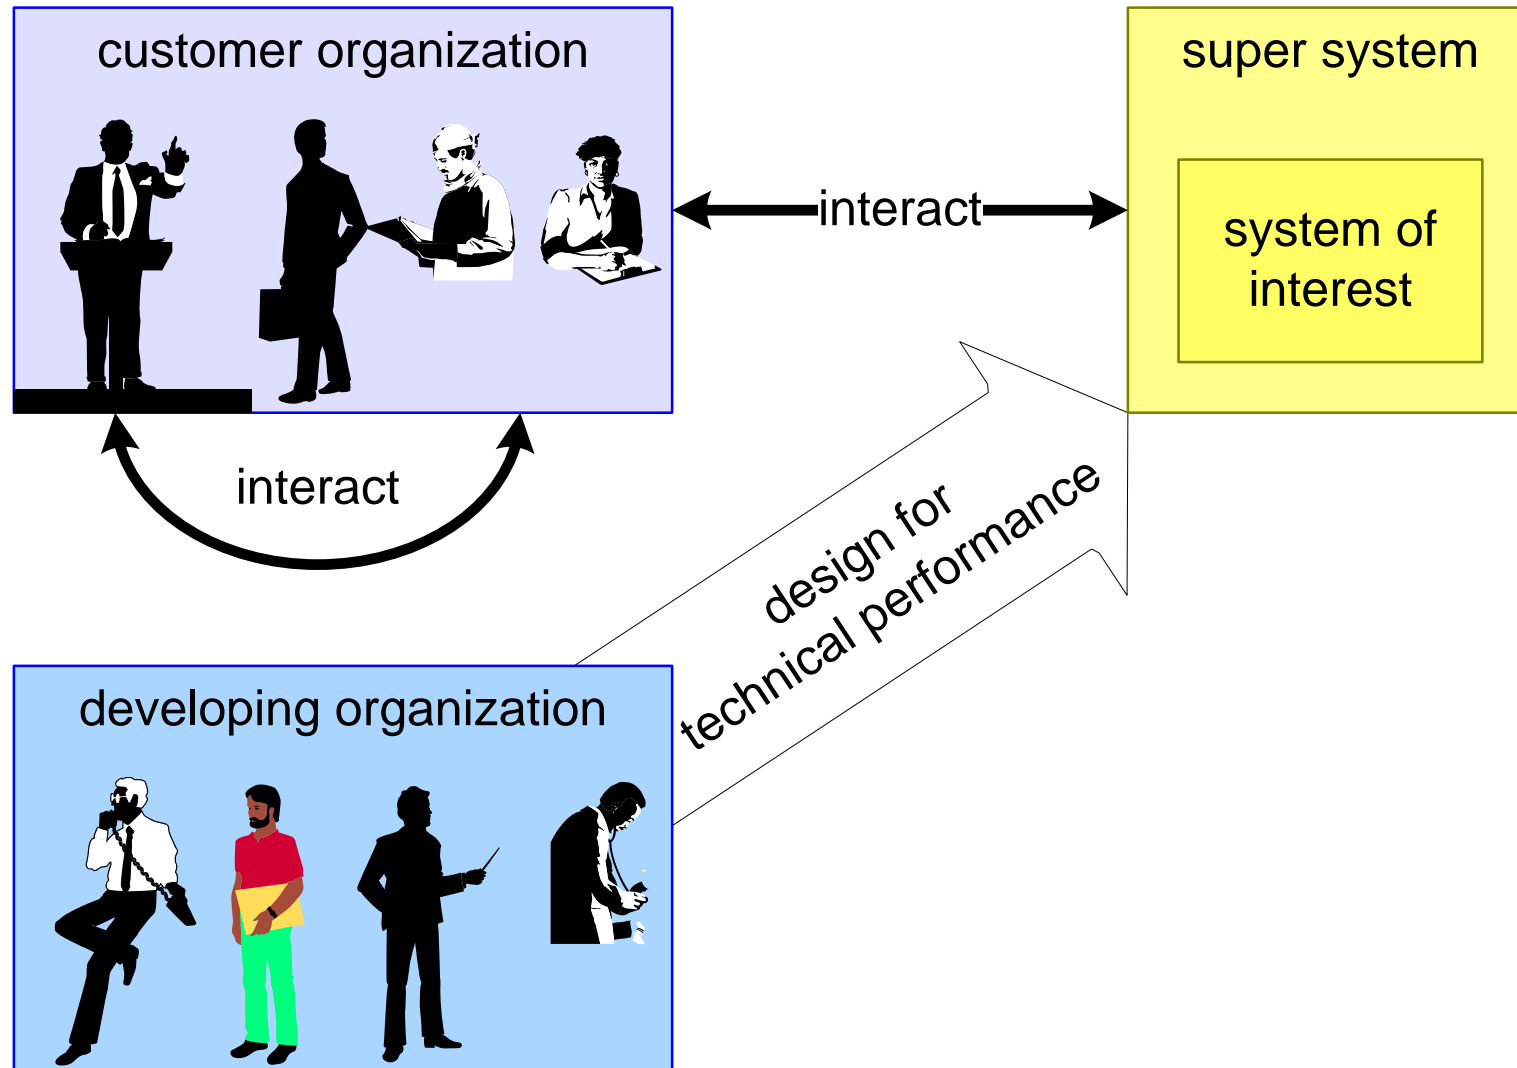 customer organization
super system
interact
system of
interest
interact
design for
technical performance
developing organization